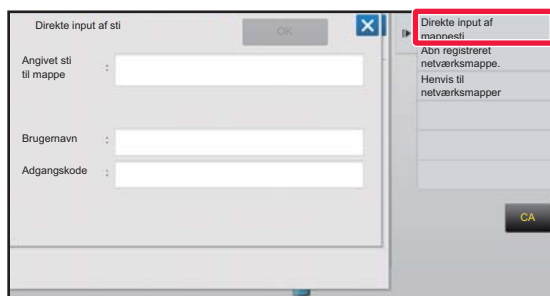 Direkte input af sti
OK
Angivet sti
til mappe :
Brugernavn :
Adgangskode :
Direkte input af
mappesti
Åbn registreret
netværksmappe.
Henvis til
netværksmapper
CA